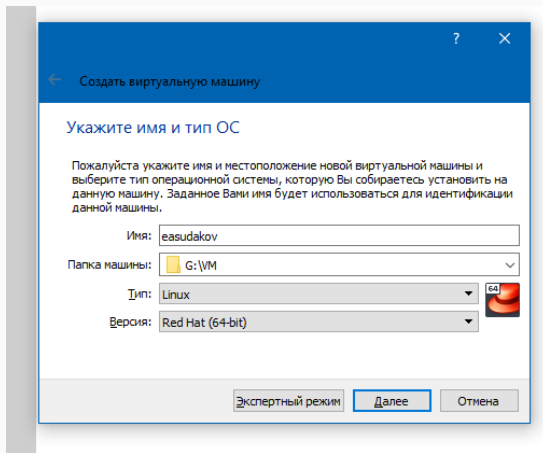 ?
Создать виртуальную машину
Укажите имя и тип ОС
Пожалуйста укажите имя и местоположение новой виртуальной машины и
выберите тип операционной системы, которую Вы собираетесь установить на
данную машину. Заданное Вами имя будет использоваться для идентификации
данной машины.
Имя: easudakov
Папка машины: G:\VM
Тип: Linux 64
Версия: Red Hat (64-bit)
Экспертный режим Далее Отмена